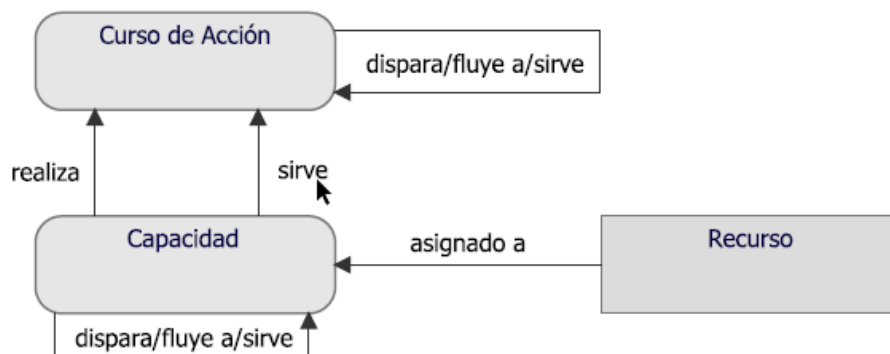 Curso de Acción
dispara/fluye a/sirve
realiza
sirve
Capacidad
asignado a
Recurso
dispara/fluye a/sirve